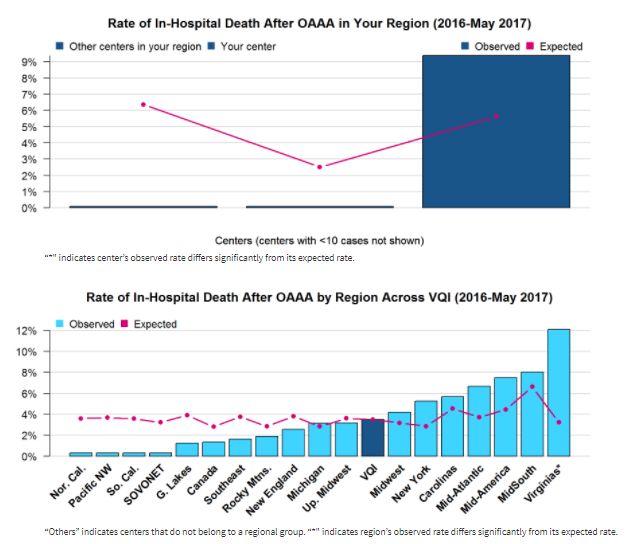 Rate of In-Hospital Death After OAAA in Your Region (2016-May 2017)
Other centers in your region Your center Observed Expected
9%
8%
7%
6%
5%
4%
3%
2%
1%
0%
Centers (centers with <10 cases not shown)
"*" indicates center's observed rate differs significantly from its expected rate.
Rate of In-Hospital Death After OAAA by Region Across VQI (2016-May 2017)
Observed Expected
12%
10%
8%
6%
4%
2%
0%
Nor. Cal.
Pacific NW
So. Cal.
SOVONET
G. Lakes
Canada
Southeast
Rocky Mtns.
New England
Michigan
Up. Midwest
VQI
Midwest
New York
Carolinas
Mid-Atlantic
Mid-America
MidSouth
Virginias*
"Others" indicates centers that do not belong to a regional group. "*" indicates region's observed rate differs significantly from its expected rate.